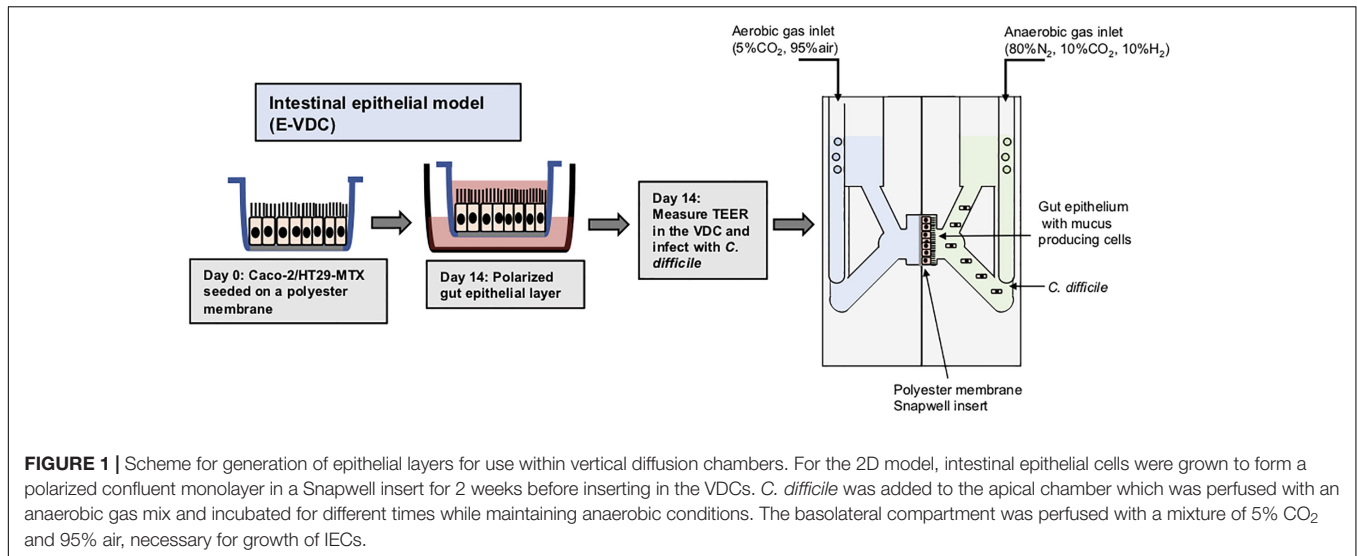 Aerobic gas inlet
(5%CO₂, 95%air)
Anaerobic gas inlet
(80%N₂, 10%CO₂, 10%H₂)
Intestinal epithelial model
(E-VDC)
Day 0: Caco-2/HT29-MTX
seeded on a polyester
membrane
Day 14: Polarized
gut epithelial layer
Day 14:
Measure TEER
in the VDC and
infect with C.
difficile
Gut epithelium
with mucus
producing cells
C. difficile
Polyester membrane
Snapwell insert
FIGURE 1 | Scheme for generation of epithelial layers for use within vertical diffusion chambers. For the 2D model, intestinal epithelial cells were grown to form a
polarized confluent monolayer in a Snapwell insert for 2 weeks before inserting in the VDCs. C. difficile was added to the apical chamber which was perfused with an
anaerobic gas mix and incubated for different times while maintaining anaerobic conditions. The basolateral compartment was perfused with a mixture of 5% CO₂
and 95% air, necessary for growth of IECs.